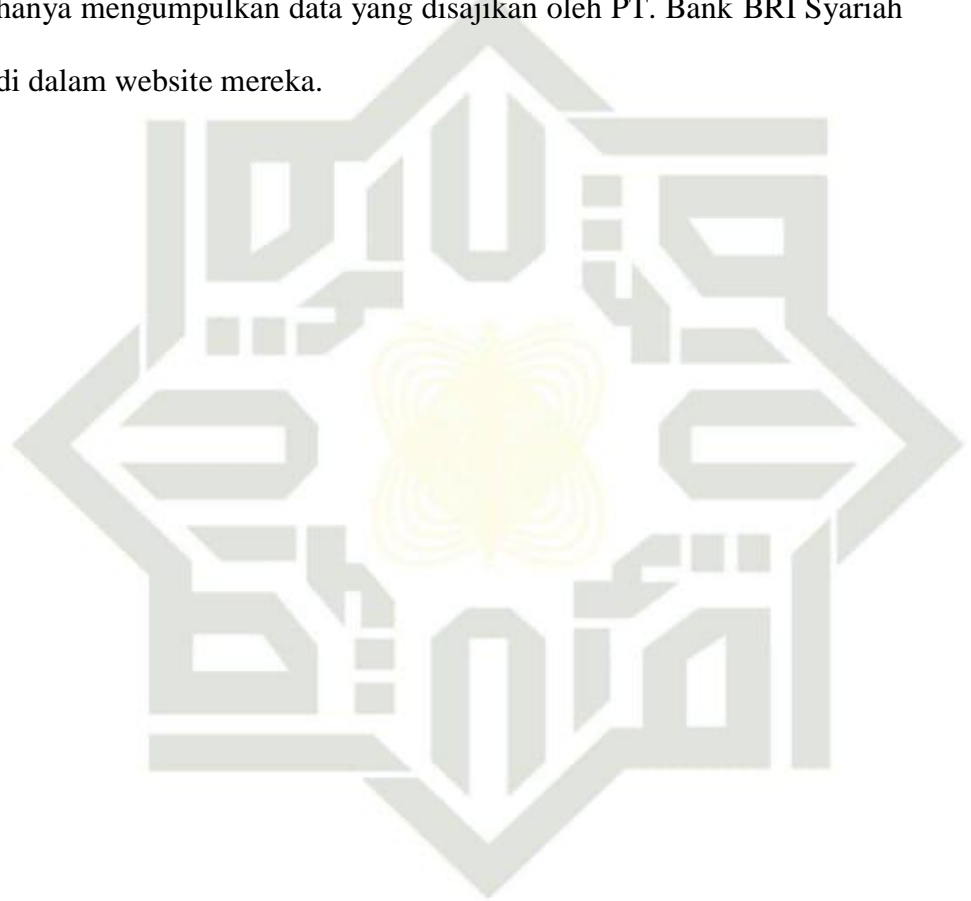 hanya mengumpulkan data yang disajikan oleh PT. Bank BRI Syariah
di dalam website mereka.